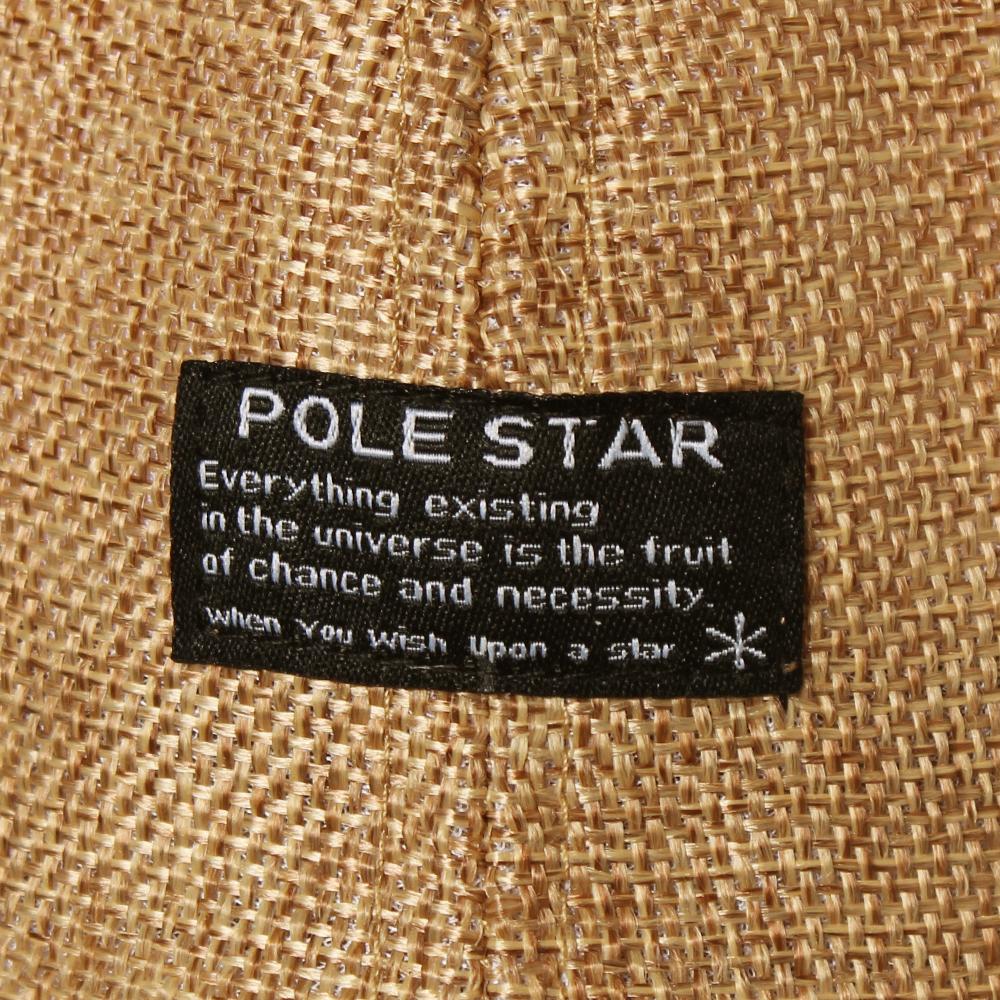 POLE STAR
Everything existing
in the universe is the fruit
of chance and necessity.
when You Wish Upon a star